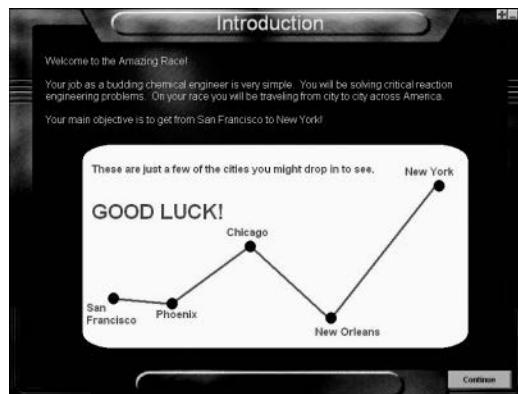 Introduction
Welcome to the Amazing Race!
Your job as a budding chemical engineer is very simple. You will be solving critical reaction
engineering problems. On your race you will be traveling from city to city across America.
Your main objective is to get from San Francisco to New York!
These are just a few of the cities you might drop in to see.
New York
GOOD LUCK!
Chicago
San
Francisco
Phoenix
New Orleans
Continue